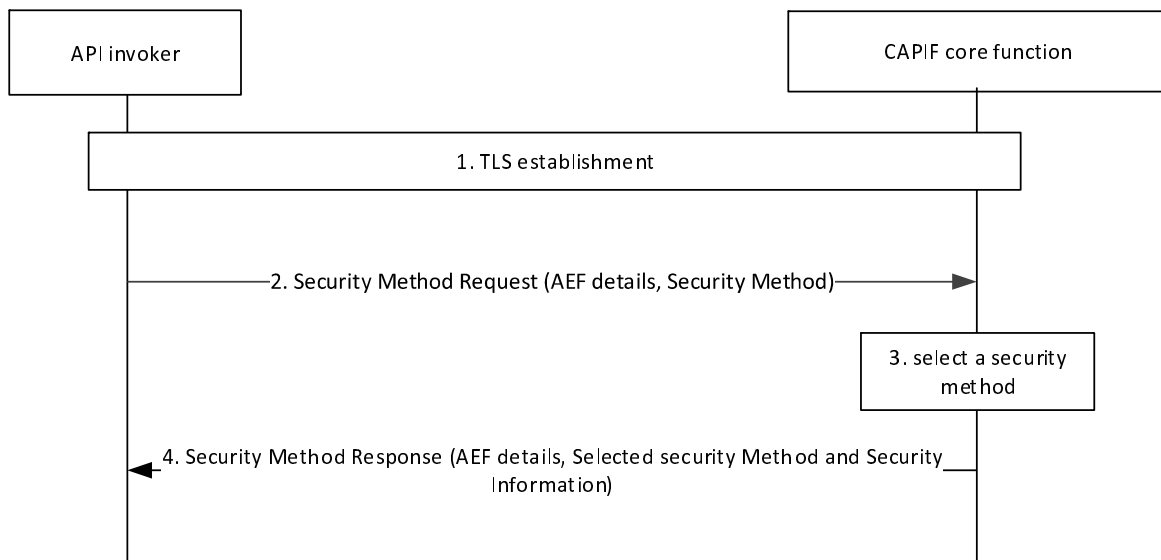 API invoker
CAPIF core function
1. TLS establishment
2. Security Method Request (AEF details, Security Method)
3. select a security
method
4. Security Method Response (AEF details, Selected security Method and Security
Information)